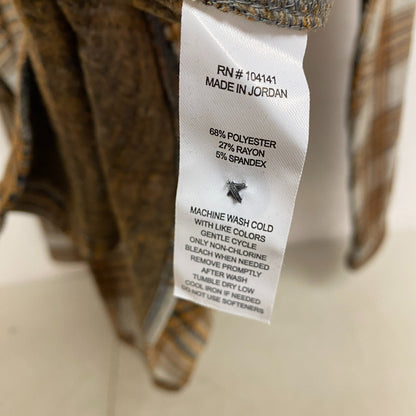 RN # 104141
MADE IN JORDAN
68% POLYESTER
27% RAYON
5% SPANDEX
MACHINE WASH COLD
WITH LIKE COLORS
GENTLE CYCLE
ONLY NON-CHLORINE
BLEACH WHEN NEEDED
REMOVE PROMPTLY
AFTER WASH
TUMBLE DRY LOW
COOL IRON IF NEEDED
DO NOT USE SOFTENERS